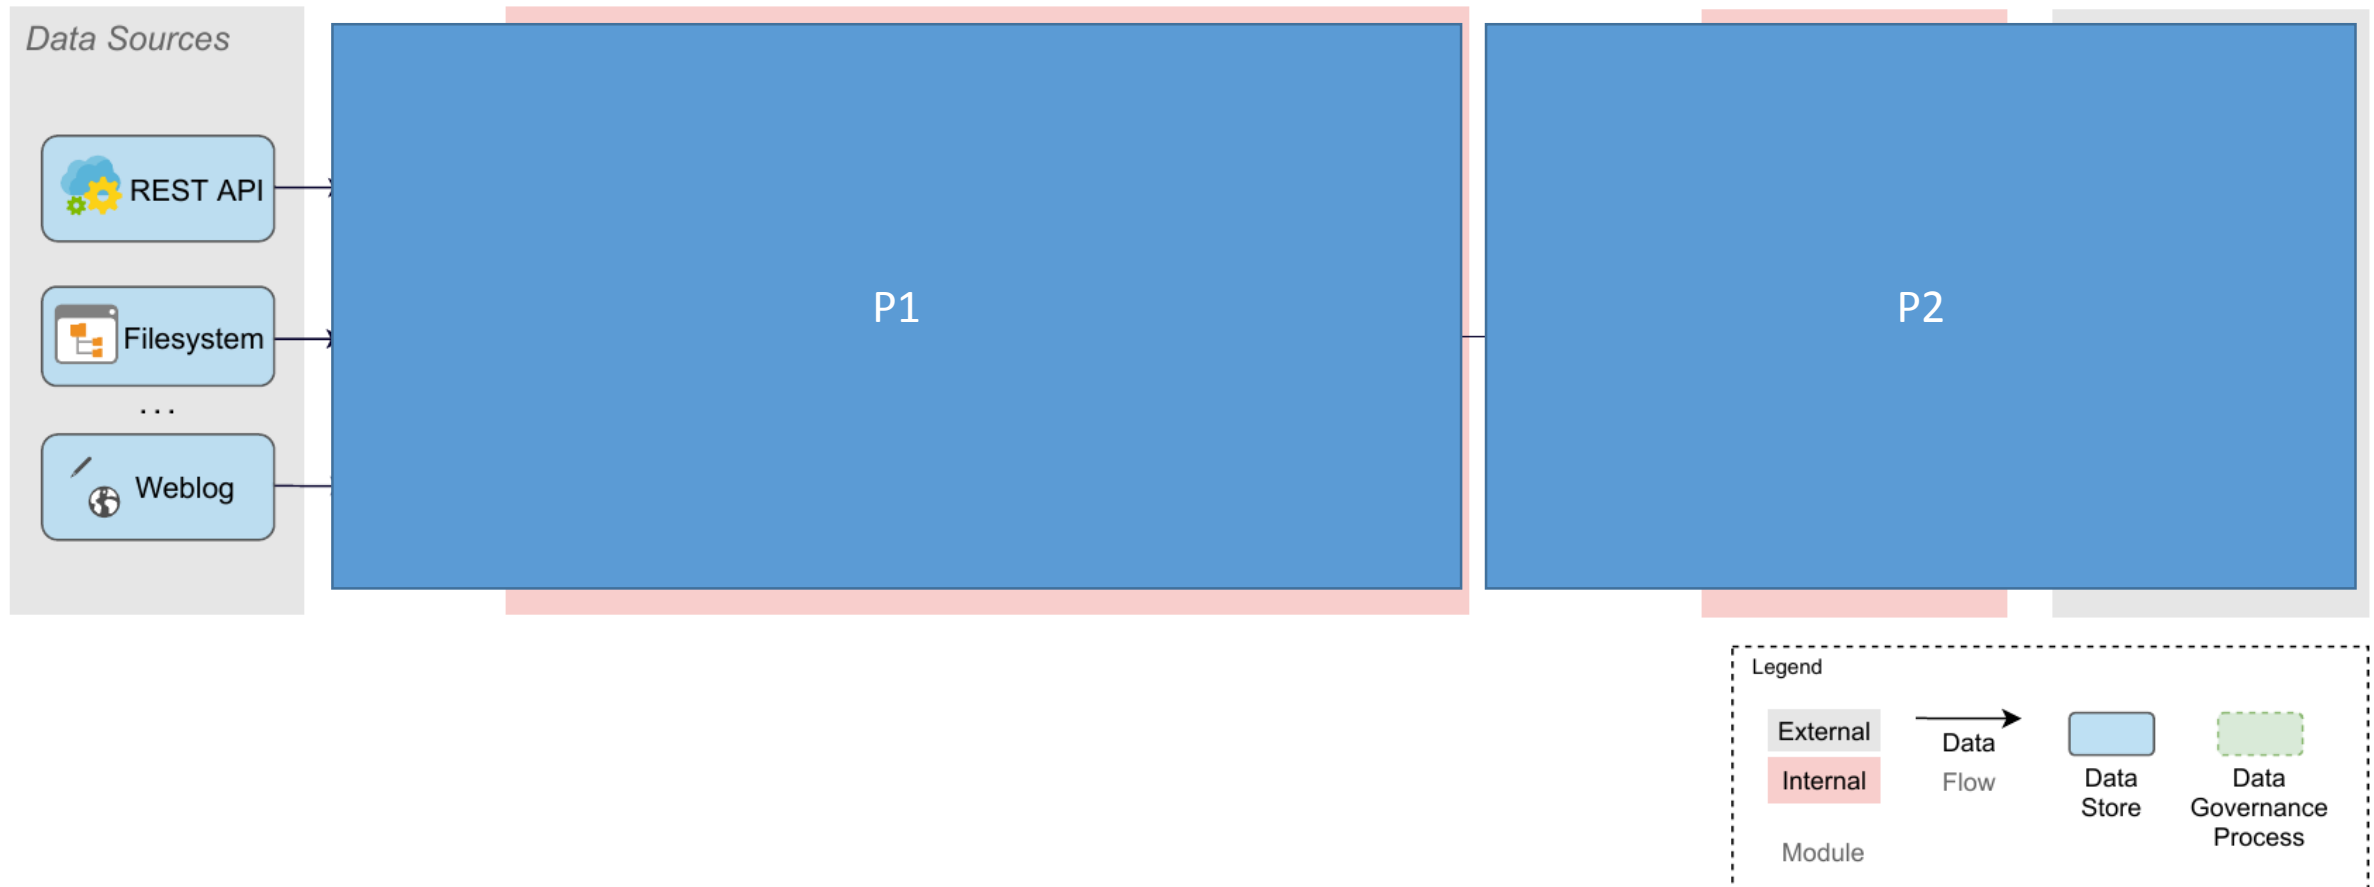 Data Sources
REST API
Filesystem
...
Weblog
P1
P2
Legend
External
Internal
Module
Data
Flow
Data
Store
Data
Governance
Process